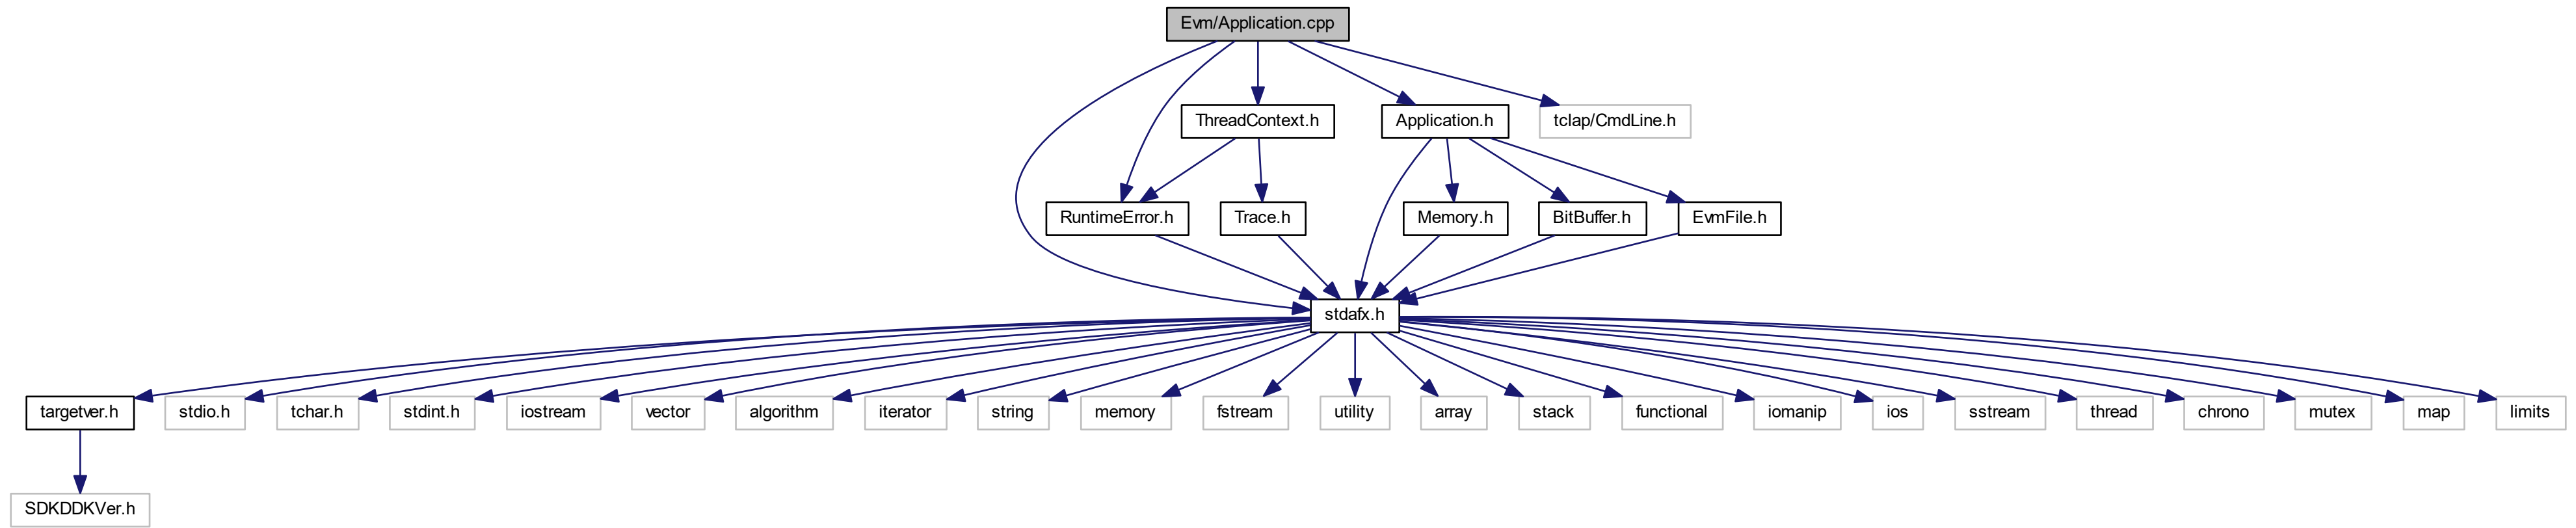 Evm/Application.cpp
ThreadContext.h
Application.h
tclap/CmdLine.h
RuntimeError.h
Trace.h
Memory.h
BitBuffer.h
EvmFile.h
stdafx.h
targetver.h
stdio.h
tchar.h
stdint.h
iostream
vector
algorithm
iterator
string
memory
fstream
utility
array
stack
functional
iomanip
ios
sstream
thread
chrono
mutex
map
limits
SDKDDKVer.h